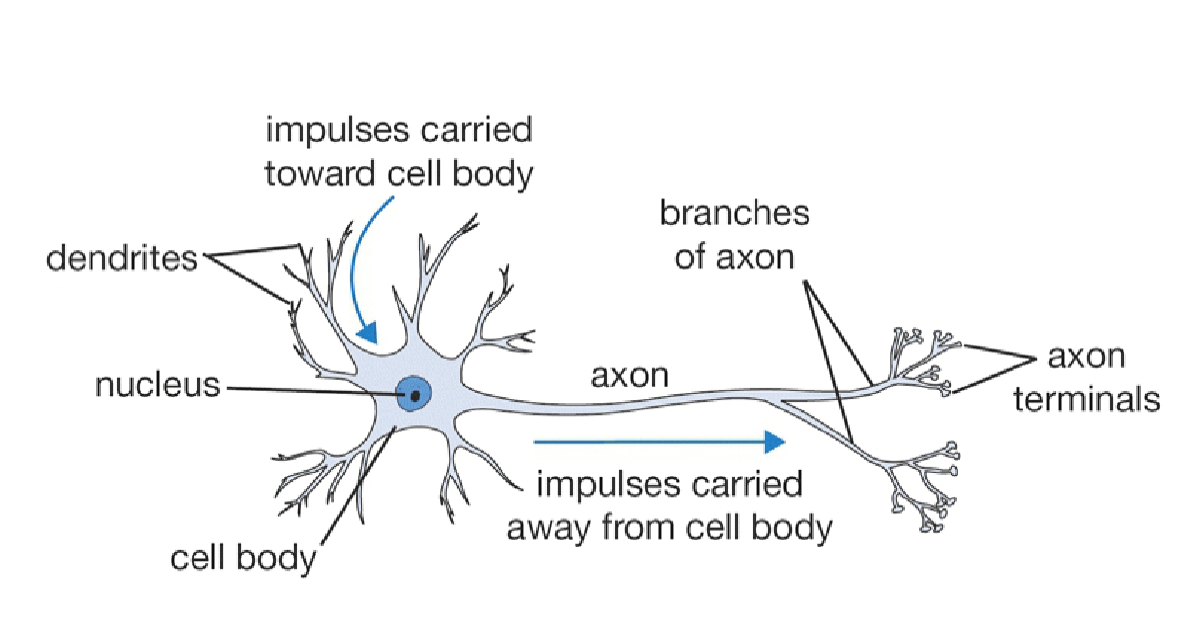 impulses carried
toward cell body
branches
of axon
dendrites
nucleus
axon
axon
terminals
impulses carried
away from cell body
cell body